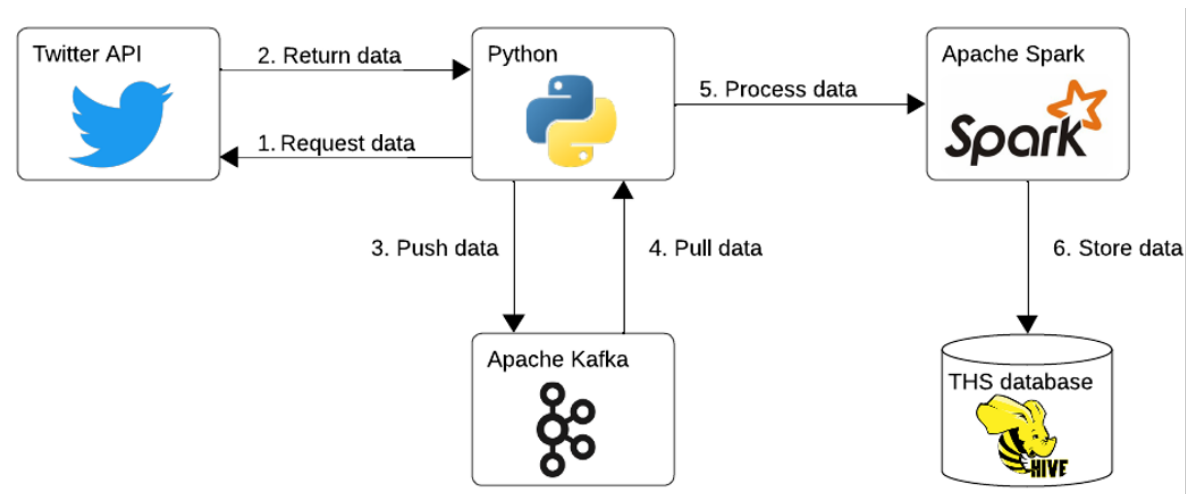 Twitter API
2. Return data
Python
Apache Spark
5. Process data
Spark
1. Request data
3. Push data
4. Pull data
6. Store data
Apache Kafka
THS database
HIVE